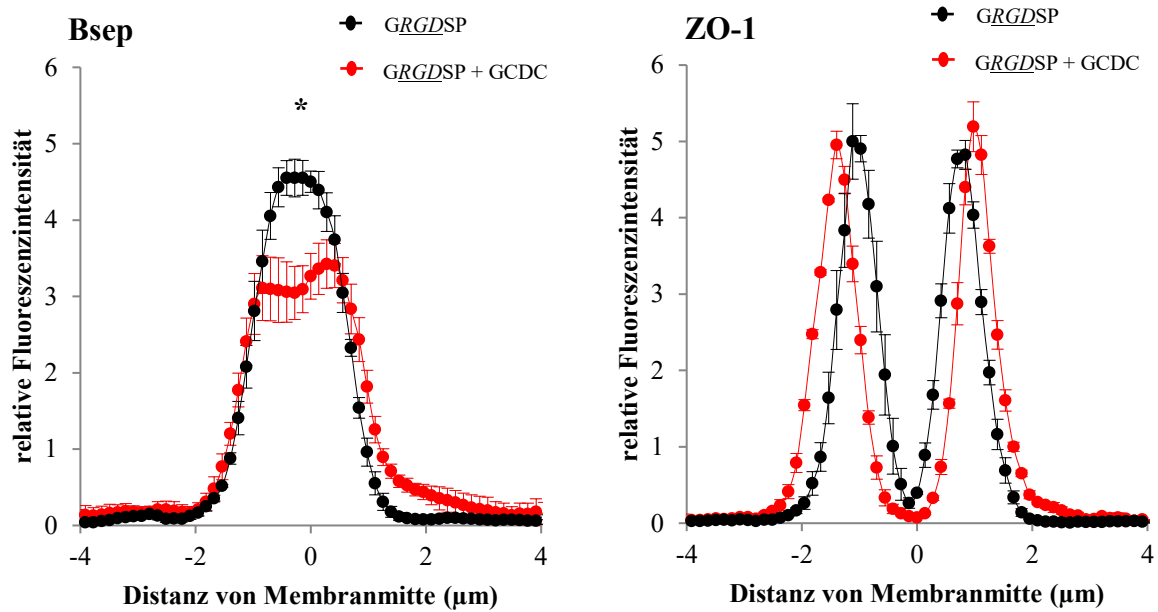 Bsep
GRGDSP
GRGDSP + GCDC
*
relative Fluoreszenzintensität
6
5
4
3
2
1
0
-4
-2
0
2
4
Distanz von Membranmitte (µm)
ZO-1
GRGDSP
GRGDSP + GCDC
relative Fluoreszenzintensität
6
5
4
3
2
1
0
-4
-2
0
2
4
Distanz von Membranmitte (µm)